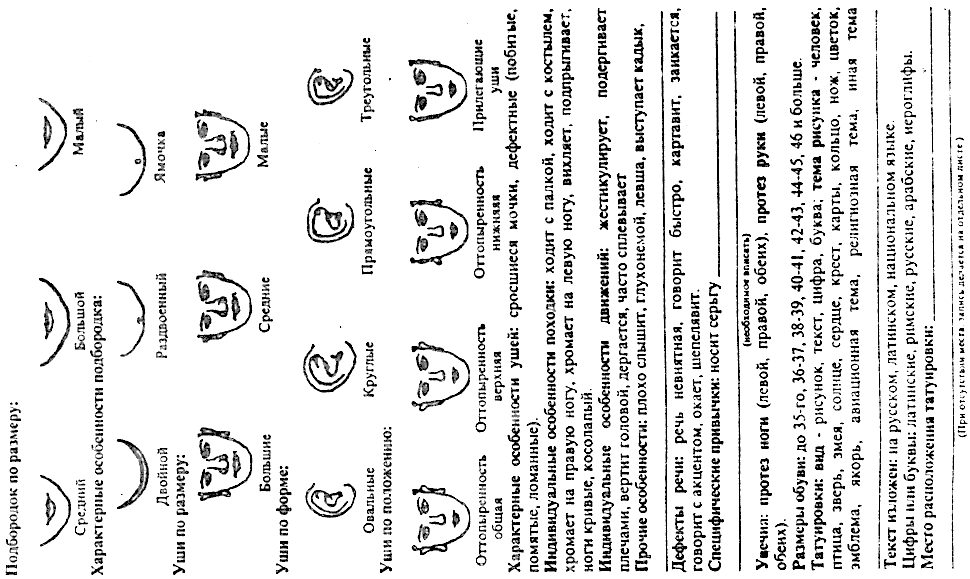 Подбородок по размеру:
Средний Большой Малый
Характерные особенности подбородка:
Двойной Раздвоенный Ямочка
Уши по размеру:
Большие Средние Малые
Уши по форме:
Овальные Круглые Прямоугольные Треугольные
Уши по положению:
Оттопыренность общая Оттопыренность верхняя Оттопыренность нижняя Прилегающие уши
Характерные особенности ушей: сросшиеся мочки, дефектные (побитые,
помятые, ломанные).
Индивидуальные особенности походки: ходит с палкой, ходит с костылем,
хромает на правую ногу, хромает на левую ногу, вихляет, подпрыгивает,
ноги кривые, косолапый.
Индивидуальные особенности движений: жестикулирует, подергивает
плечами, вертит головой, дергается, часто сплевывает
Прочие особенности: плохо слышит, глухонемой, левша, выступает кадык,
Дефекты речи: речь невнятная, говорит быстро, картавит, заикается,
говорит с акцентом, окает, шепелявит.
Специфические привычки: носит серьгу
(необходимое вписать)
Увечия: протез ноги (левой, правой, обеих), протез руки (левой, правой,
обеих).
Размеры обуви: до 35-го, 36-37, 38-39, 40-41, 42-43, 44-45, 46 и больше.
Татуировки: вид - рисунок, текст, цифра, буква; тема рисунка - человек,
птица, зверь, змея, солнце, сердце, крест, карты, кольцо, нож, цветок,
эмблема, якорь, авиационная тема, религиозная тема, иная тема
Текст изложен: на русском, латинском, национальном языке.
Цифры или буквы: латинские, римские, русские, арабские, иероглифы.
Место расположения татуировки:
(При отсутствии места запись делается на отдельном листе)